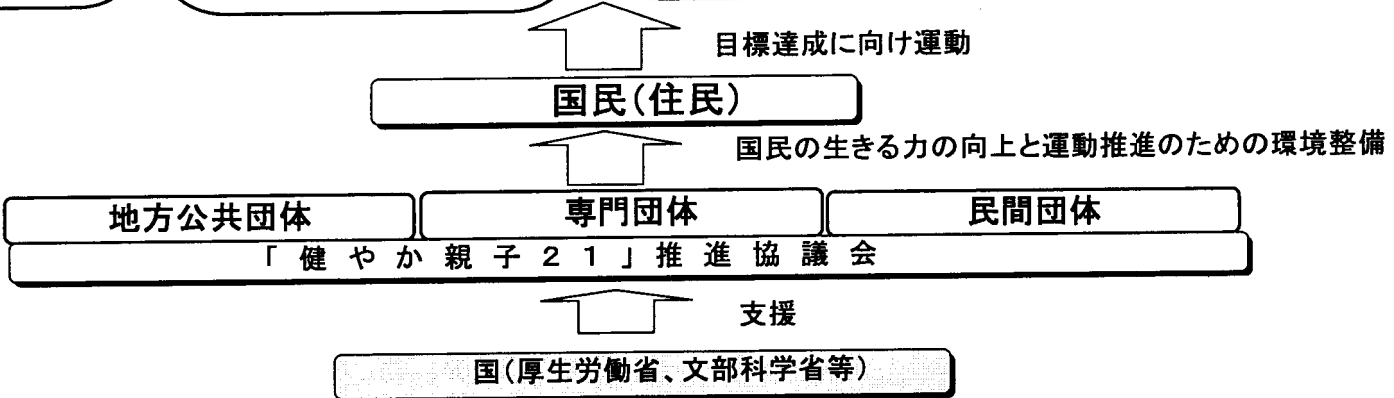 目標達成に向け運動
国民(住民)
国民の生きる力の向上と運動推進のための環境整備
地方公共団体 専門団体 民間団体
「健やか親子21」推進協議会
支援
国(厚生労働省、文部科学省等)